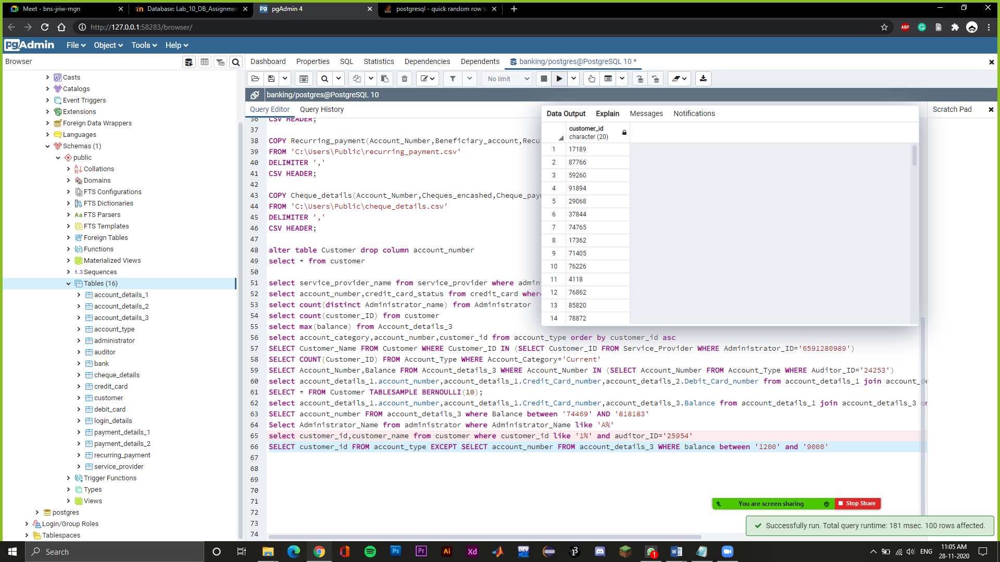 Meet - bns-jriw-mgn
Database: Lab_10_DB_Assignmen
pgAdmin 4
postgresql - quick random row s
http://127.0.0.1:58283/browser/
ABP
pgAdmin
File
Object
Tools
Help
Browser
Dashboard
Properties
SQL
Statistics
Dependencies
Dependents
banking/postgres@PostgreSQL 10 *
No limit
banking/postgres@PostgreSQL 10
Query Editor
Query History
Scratch Pad
Casts
Catalogs
Event Triggers
Extensions
Foreign Data Wrappers
Languages
Schemas (1)
public
Collations
Domains
FTS Configurations
FTS Dictionaries
Aa FTS Parsers
FTS Templates
Foreign Tables
Functions
Materialized Views
1..3 Sequences
Tables (16)
account_details_1
account_details_2
account_details_3
account_type
administrator
auditor
bank
cheque_details
credit_card
customer
debit_card
login_details
payment_details_1
payment_details_2
recurring_payment
service_provider
Trigger Functions
Types
Views
postgres
Login/Group Roles
Tablespaces
36 CSV HEADER;
37
38 COPY Recurring_payment(Account_Number,Beneficiary_account,Recu
39 FROM 'C:\Users\Public\recurring_payment.csv'
40 DELIMITER ','
41 CSV HEADER;
42
43 COPY Cheque_details(Account_Number,Cheques_encashed,Cheque_pay
44 FROM 'C:\Users\Public\cheque_details.csv'
45 DELIMITER ','
46 CSV HEADER;
47
48 alter table Customer drop column account_number
49 select * from customer
50
51 select service_provider_name from service_provider where admin
52 select account_number,credit_card_status from credit_card wher
53 select count(distinct Administrator_name) from Administrator
54 select count(customer_ID) from customer
55 select max(balance) from Account_details_3
56 select account_category,account_number,customer_id from account_type order by customer_id asc
57 SELECT Customer_Name FROM Customer WHERE Customer_ID IN (SELECT Customer_ID FROM Service_Provider WHERE Administrator_ID='6591280989')
58 SELECT COUNT(Customer_ID) FROM Account_Type WHERE Account_Category='Current'
59 SELECT Account_Number,Balance FROM Account_details_3 WHERE Account_Number IN (SELECT Account_Number FROM Account_Type WHERE Auditor_ID='24253')
60 select account_details_1.account_number,account_details_1.Credit_Card_number,account_details_2.Debit_Card_number from account_details_1 join account_de
61 SELECT * FROM Customer TABLESAMPLE BERNOULLI(10);
62 select account_details_1.account_number,account_details_1.Credit_Card_number,account_details_3.Balance from account_details_1 join account_details_3 on
63 SELECT account_number FROM account_details_3 where Balance between '74469' AND '818183'
64 Select Administrator_Name from administrator where Administrator_Name like 'A%'
65 select customer_id,customer_name from customer where customer_id like '1%' and auditor_ID='25954'
66 SELECT customer_id FROM account_type EXCEPT SELECT account_number FROM account_details_3 WHERE balance between '1200' and '9000'
67
68
69
70
71
72
73
74
Data Output
Explain
Messages
Notifications
customer_id
character (20)
1 17189
2 87766
3 59260
4 91894
5 29068
6 37844
7 74765
8 17362
9 71405
10 76226
11 4118
12 76862
13 85820
14 78872
You are screen sharing
Stop Share
Successfully run. Total query runtime: 181 msec. 100 rows affected.
Search
Ps
Pr
Ai
Xd
DEV
1
ENG
11:05 AM
28-11-2020